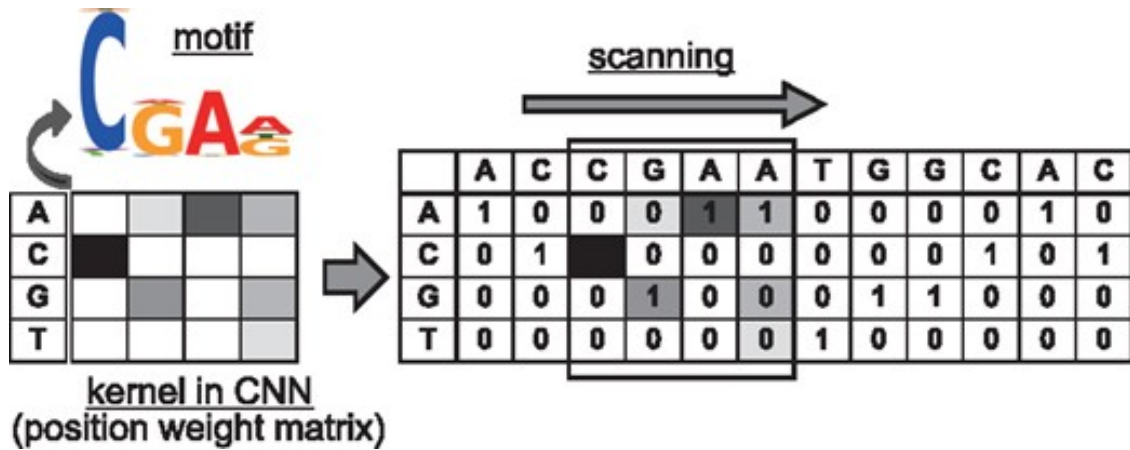 motif
CGAA
G
scanning
A C C G A A T G G C A C
A 1 0 0 0 1 1 0 0 0 0 1 0
C 0 1 0 0 0 0 0 0 1 0 1
G 0 0 0 1 0 0 0 1 1 0 0 0
T 0 0 0 0 0 0 1 0 0 0 0 0
A
C
G
T
kernel in CNN
(position weight matrix)